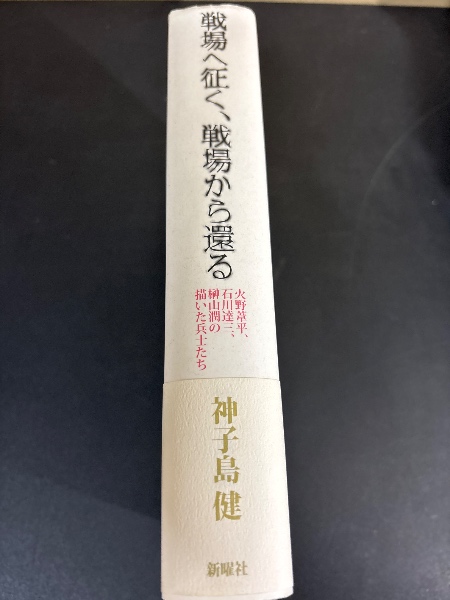 戦場へ征く、戦場から還る
火野葦平、
石川達三、
榊山潤の
描いた兵士たち
神子島健
新曜社